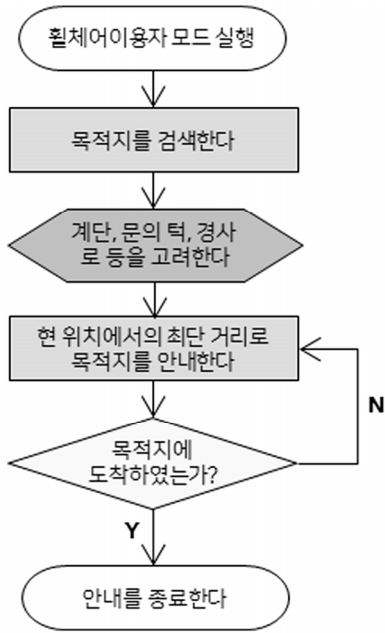 휠체어이용자 모드 실행
목적지를 검색한다
계단, 문의 턱, 경사
로 등을 고려한다
현 위치에서의 최단 거리로
목적지를 안내한다
목적지에
도착하였는가?
N
Y
안내를 종료한다